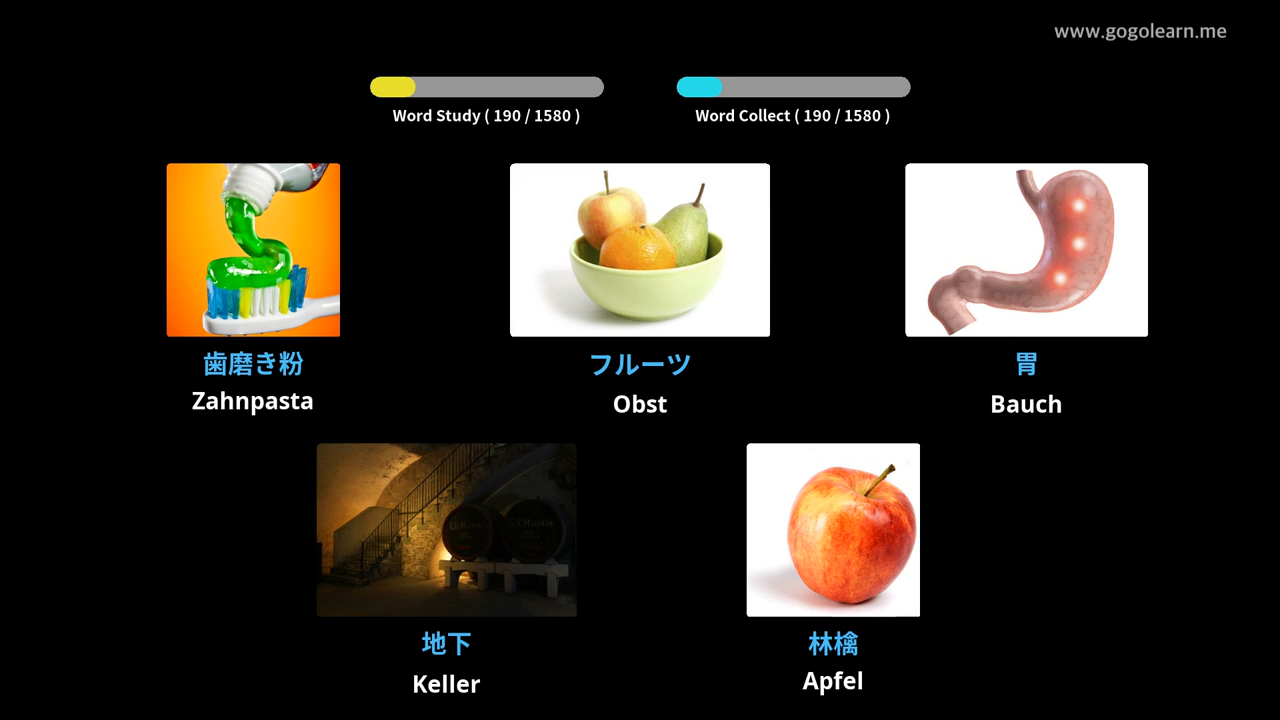 www.gogolearn.me
Word Study ( 190 / 1580 )
Word Collect ( 190 / 1580 )
歯磨き粉
フルーツ
胃
Zahnpasta
Obst
Bauch
地下
林檎
Keller
Apfel